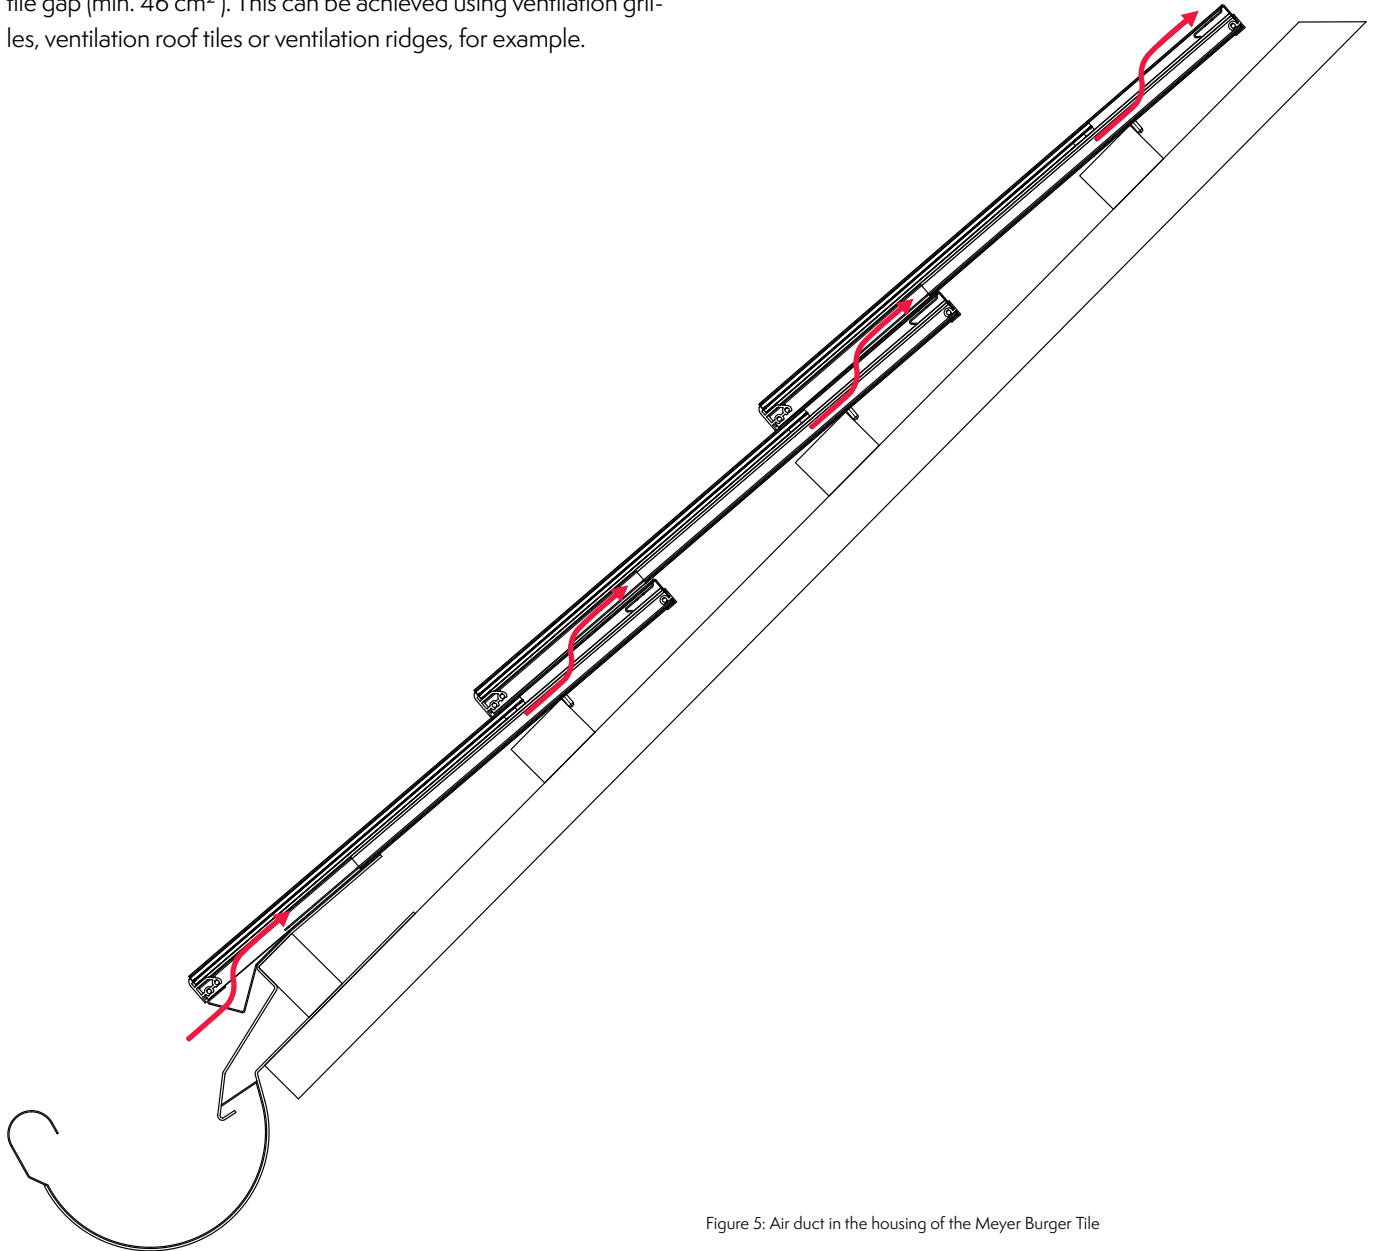 tile gap (min. 46 cm²). This can be achieved using ventilation gril-
les, ventilation roof tiles or ventilation ridges, for example.
Figure 5: Air duct in the housing of the Meyer Burger Tile